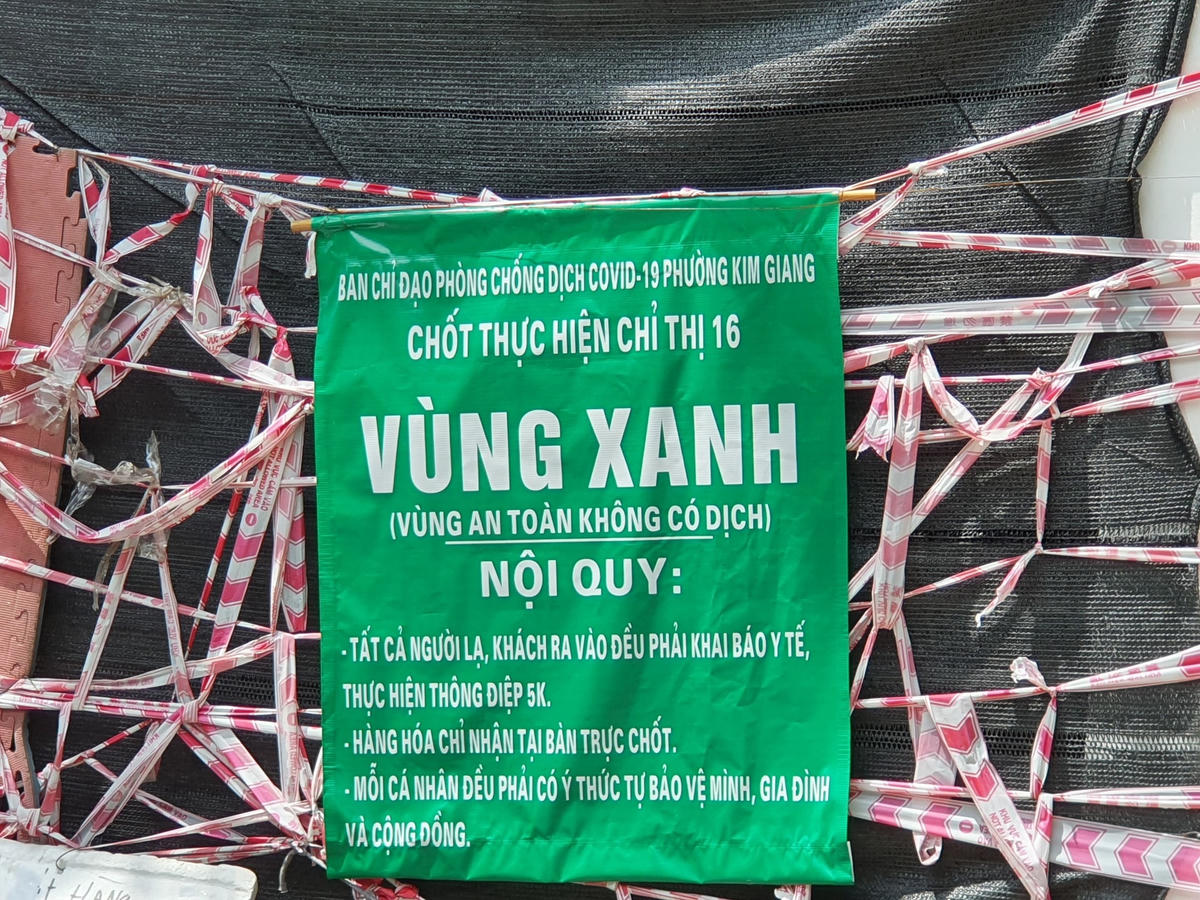 BAN CHỈ ĐẠO PHÒNG CHỐNG DỊCH COVID-19 PHƯỜNG KIM GIANG
CHỐT THỰC HIỆN CHỈ THỊ 16
VÙNG XANH
(VÙNG AN TOÀN KHÔNG CÓ DỊCH)
NỘI QUY:
- TẤT CẢ NGƯỜI LẠ, KHÁCH RA VÀO ĐỀU PHẢI KHAI BÁO Y TẾ,
THỰC HIỆN THÔNG ĐIỆP 5K.
- HÀNG HÓA CHỈ NHẬN TẠI BÀN TRỰC CHỐT.
- MỖI CÁ NHÂN ĐỀU PHẢI CÓ Ý THỨC TỰ BẢO VỆ MÌNH, GIA ĐÌNH
VÀ CỘNG ĐỒNG.